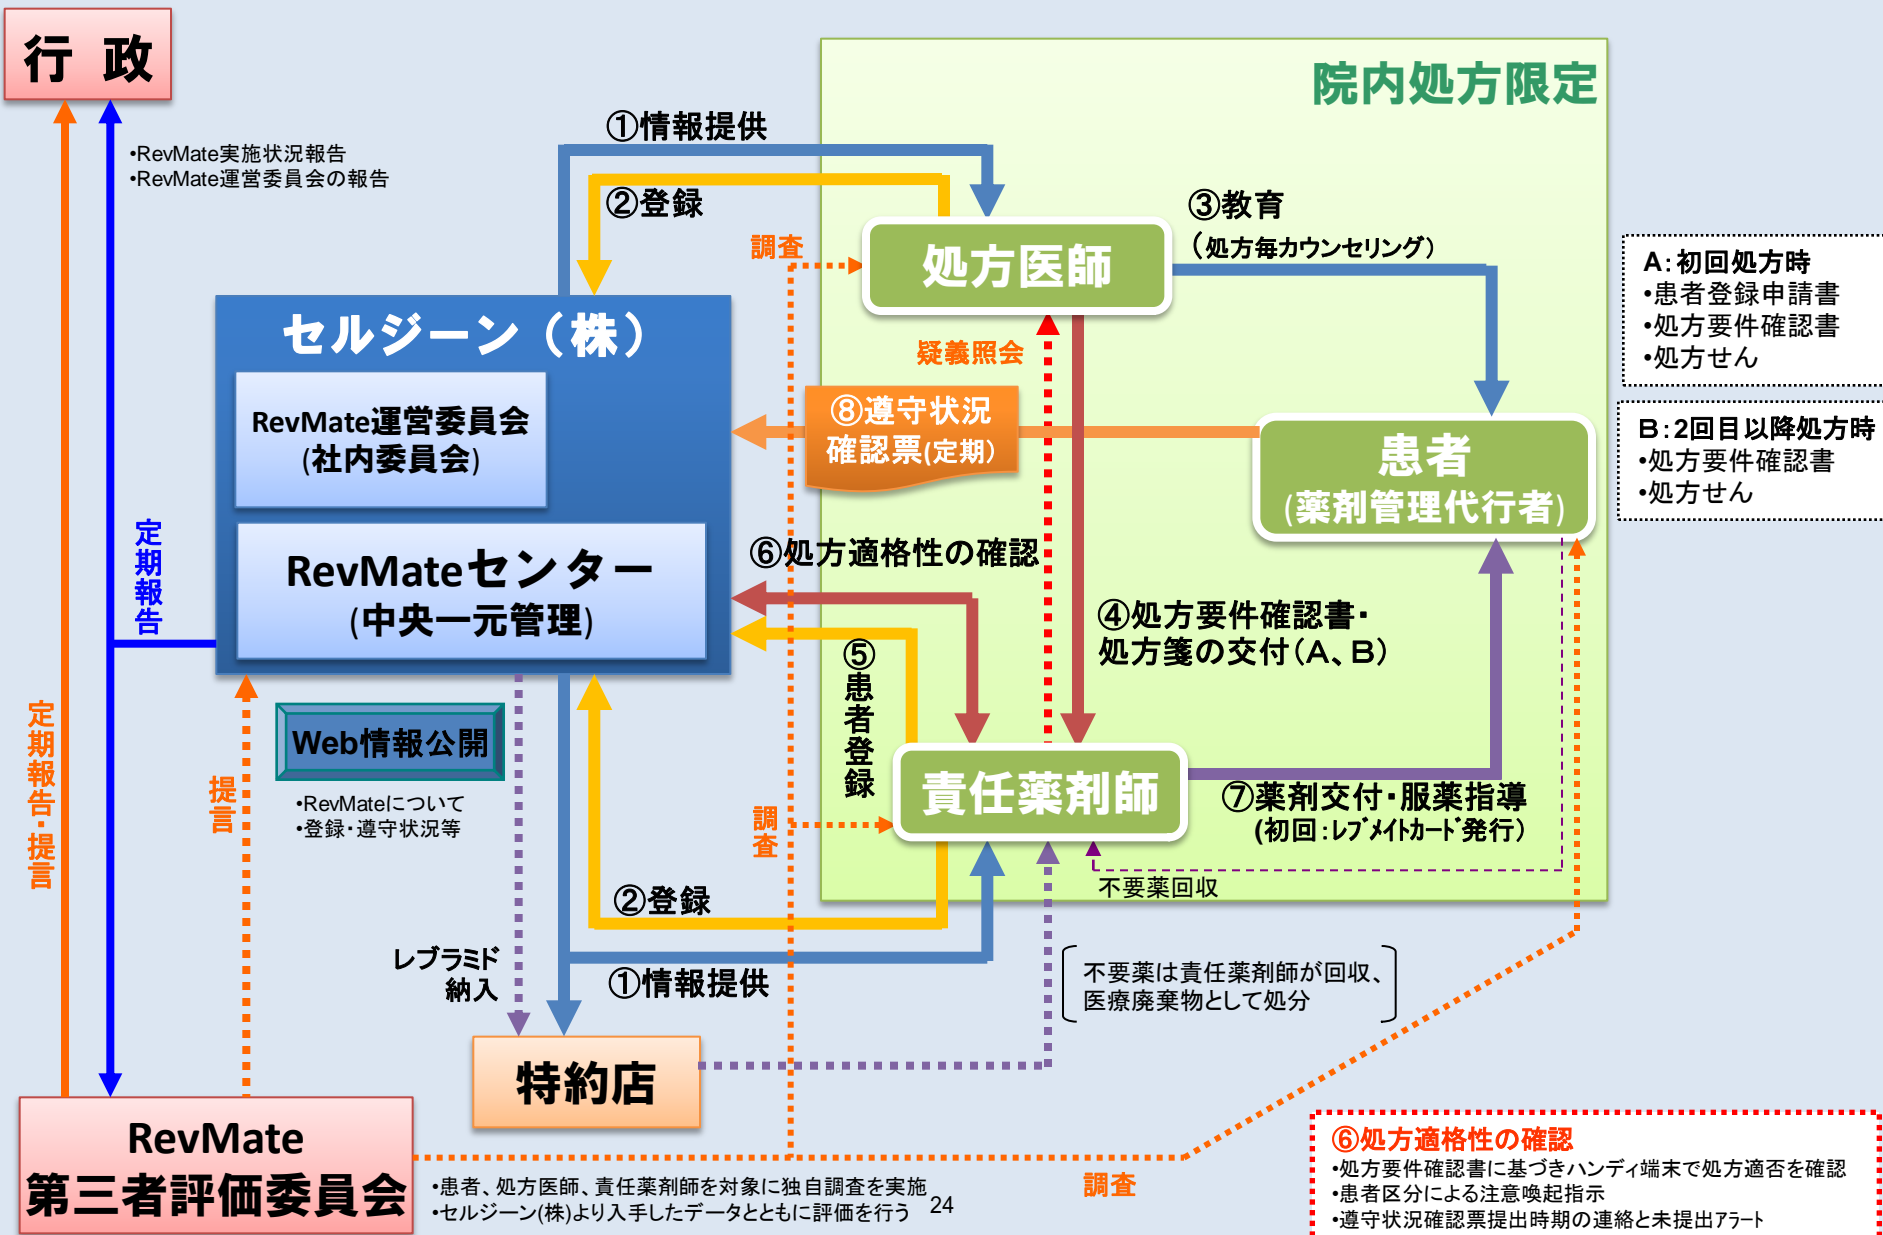 行 政
•RevMate実施状況報告
•RevMate運営委員会の報告
院内処方限定
①情報提供
②登録
調査
処方医師
③教育
（処方毎カウンセリング）
A：初回処方時
•患者登録申請書
•処方要件確認書
•処方せん
B：2回目以降処方時
•処方要件確認書
•処方せん
セルジーン（株）
RevMate運営委員会
(社内委員会)
RevMateセンター
(中央一元管理)
疑義照会
⑧遵守状況
確認票(定期)
患者
(薬剤管理代行者)
定期報告
⑥処方適格性の確認
④処方要件確認書・
処方箋の交付（A、B）
⑤患者登録
定期報告・提言
提言
Web情報公開
•RevMateについて
•登録・遵守状況等
調査
責任薬剤師
⑦薬剤交付・服薬指導
(初回：レブメイトカード発行）
不要薬回収
②登録
レブラミド
納入
①情報提供
不要薬は責任薬剤師が回収、
医療廃棄物として処分
特約店
RevMate
第三者評価委員会
•患者、処方医師、責任薬剤師を対象に独自調査を実施
•セルジーン(株)より入手したデータとともに評価を行う
24
調査
⑥処方適格性の確認
•処方要件確認書に基づきハンディ端末で処方適否を確認
•患者区分による注意喚起指示
•遵守状況確認票提出時期の連絡と未提出アラート